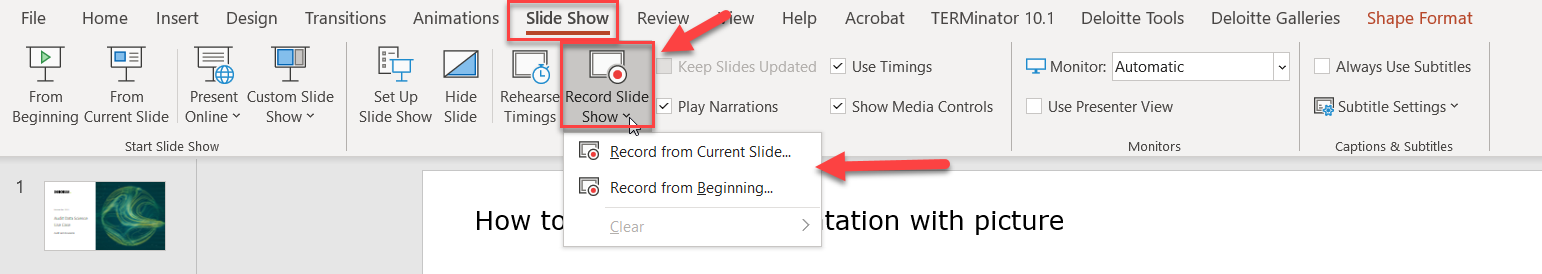 File Home Insert Design Transitions Animations Slide Show Review View Help Acrobat TERMinator 10.1 Deloitte Tools Deloitte Galleries Shape Format
From Beginning
From Current Slide
Present Online
Custom Slide Show
Start Slide Show
Set Up Slide Show
Hide Slide
Rehearse Timings
Record Slide Show
Keep Slides Updated
Play Narrations
Use Timings
Show Media Controls
Monitor: Automatic
Use Presenter View
Monitors
Always Use Subtitles
Subtitle Settings
Captions & Subtitles
Record from Current Slide...
Record from Beginning...
Clear
1
How to
tation with picture